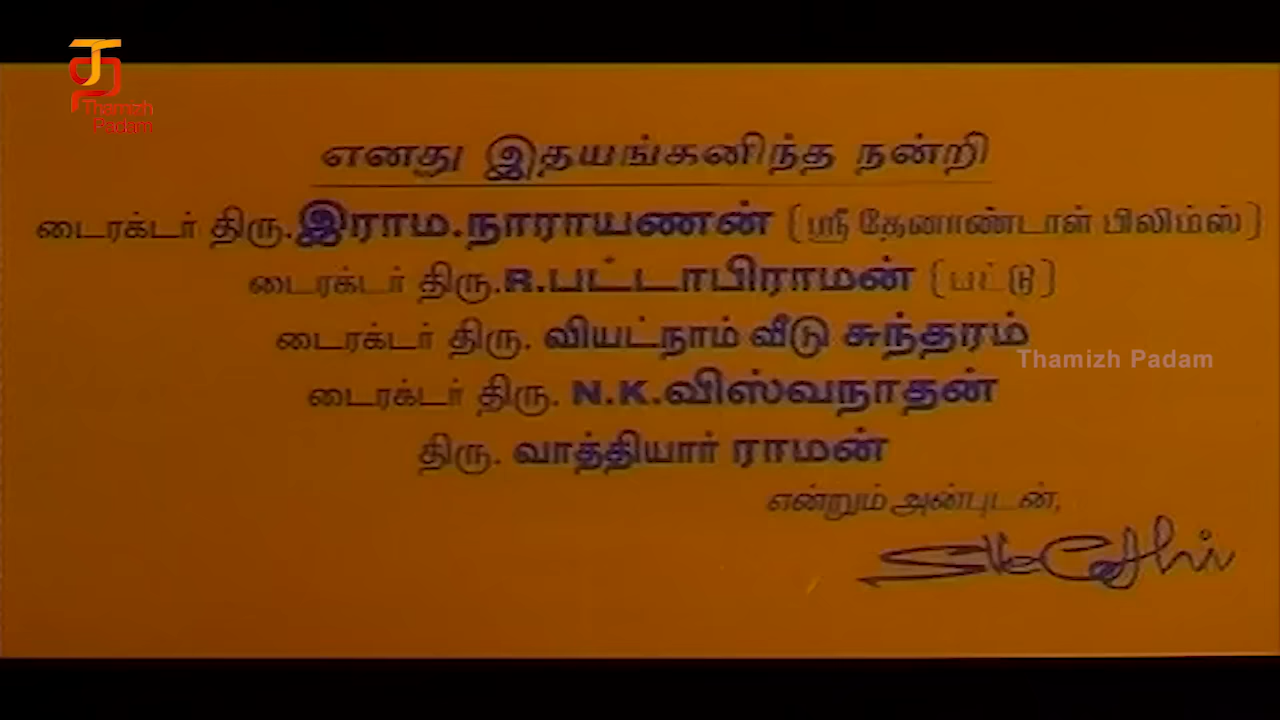 Thamizh
Padam
எனது இதயங்கனிந்த நன்றி
டைரக்டர் திரு.இராம.நாராயணன் (ஸ்ரீ தேனாண்டாள் பிலிம்ஸ்)
டைரக்டர் திரு.R.பட்டாபிராமன் (பட்டு)
டைரக்டர் திரு. வியட்நாம் வீடு சுந்தரம்
Thamizh Padam
டைரக்டர் திரு. N.K.விஸ்வநாதன்
திரு. வாத்தியார் ராமன்
என்றும் அன்புடன்,